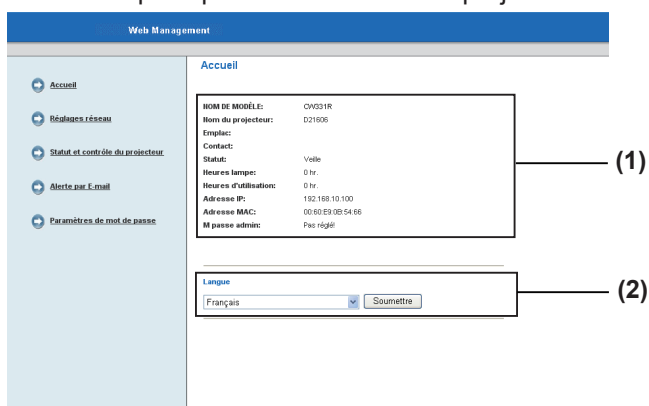 Web Management
Accueil
Accueil
Réglages réseau
Statut et contrôle du projecteur
Alerte par E-mail
Paramètres de mot de passe
NOM DE MODÈLE: CW331R
Nom du projecteur: D21606
Emplac:
Contact:
Statut: Veille
Heures lampe: 0 hr.
Heures d'utilisation: 0 hr.
Adresse IP: 192.168.10.100
Adresse MAC: 00:60:E9:0B:54:66
M passe admin: Pas réglé!
(1)
Langue
Français Soumettre
(2)